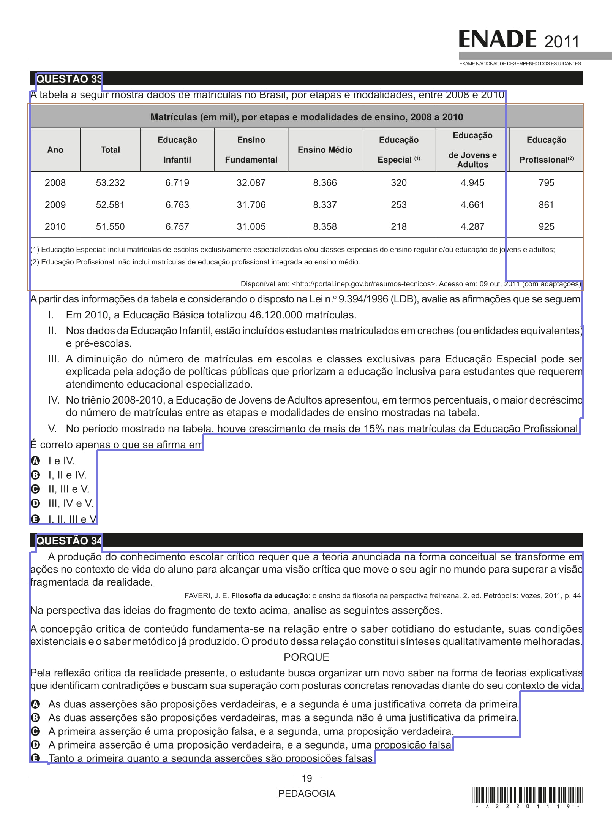 ENADE 2011
EXAME NACIONAL DE DESEMPENHO DOS ESTUDANTES
QUESTÃO 33
A tabela a seguir mostra dados de matrículas no Brasil, por etapas e modalidades, entre 2008 e 2010.
Matrículas (em mil), por etapas e modalidades de ensino, 2008 a 2010
Ano Total Educação Infantil Ensino Fundamental Ensino Médio Educação Especial (1) Educação de Jovens e Adultos Educação Profissional(2)
2008 53.232 6.719 32.087 8.366 320 4.945 795
2009 52.581 6.763 31.706 8.337 253 4.661 861
2010 51.550 6.757 31.005 8.358 218 4.287 925
(1) Educação Especial: inclui matrículas de escolas exclusivamente especializadas e/ou classes especiais do ensino regular e/ou educação de jovens e adultos;
(2) Educação Profissional: não inclui matrículas de educação profissional integrada ao ensino médio.
Disponível em: <http://portal.inep.gov.br/resumos-tecnicos>. Acesso em: 09 out. 2011 (com adaptações).
A partir das informações da tabela e considerando o disposto na Lei n.º 9.394/1996 (LDB), avalie as afirmações que se seguem.
I. Em 2010, a Educação Básica totalizou 46.120.000 matrículas.
II. Nos dados da Educação Infantil, estão incluídos estudantes matriculados em creches (ou entidades equivalentes)
e pré-escolas.
III. A diminuição do número de matrículas em escolas e classes exclusivas para Educação Especial pode ser
explicada pela adoção de políticas públicas que priorizam a educação inclusiva para estudantes que requerem
atendimento educacional especializado.
IV. No triênio 2008-2010, a Educação de Jovens de Adultos apresentou, em termos percentuais, o maior decréscimo
do número de matrículas entre as etapas e modalidades de ensino mostradas na tabela.
V. No período mostrado na tabela, houve crescimento de mais de 15% nas matrículas da Educação Profissional.
É correto apenas o que se afirma em
A I e IV.
B I, II e IV.
C II, III e V.
D III, IV e V.
E I, II, III e V.
QUESTÃO 34
A produção do conhecimento escolar crítico requer que a teoria anunciada na forma conceitual se transforme em
ações no contexto de vida do aluno para alcançar uma visão crítica que move o seu agir no mundo para superar a visão
fragmentada da realidade.
FAVERI, J. E. Filosofia da educação: o ensino da filosofia na perspectiva freireana. 2. ed. Petrópolis: Vozes, 2011, p. 44.
Na perspectiva das ideias do fragmento de texto acima, analise as seguintes asserções.
A concepção crítica de conteúdo fundamenta-se na relação entre o saber cotidiano do estudante, suas condições
existenciais e o saber metódico já produzido. O produto dessa relação constitui sínteses qualitativamente melhoradas.
PORQUE
Pela reflexão crítica da realidade presente, o estudante busca organizar um novo saber na forma de teorias explicativas
que identificam contradições e buscam sua superação com posturas concretas renovadas diante do seu contexto de vida.
A As duas asserções são proposições verdadeiras, e a segunda é uma justificativa correta da primeira.
B As duas asserções são proposições verdadeiras, mas a segunda não é uma justificativa da primeira.
C A primeira asserção é uma proposição falsa, e a segunda, uma proposição verdadeira.
D A primeira asserção é uma proposição verdadeira, e a segunda, uma proposição falsa.
E Tanto a primeira quanto a segunda asserções são proposições falsas.
19
PEDAGOGIA